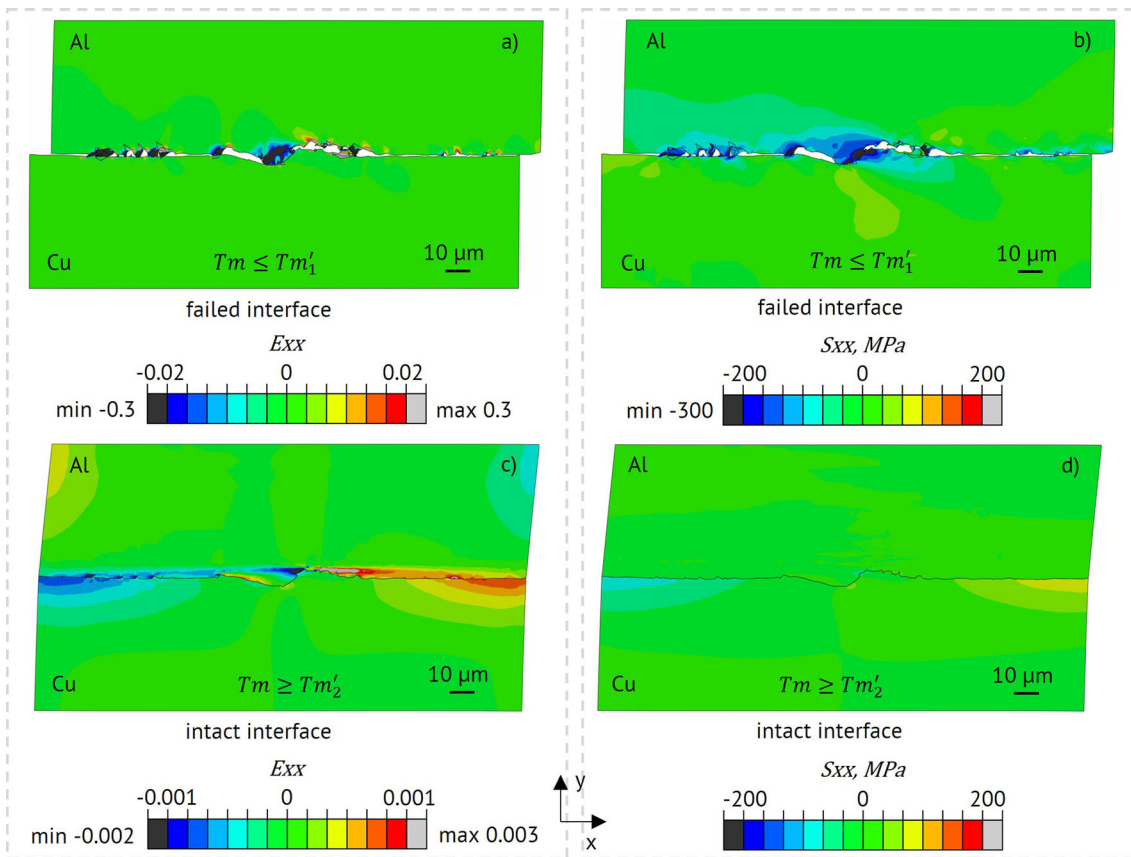 Al
a)
Cu
Tm ≤ Tm′₁
10 µm
failed interface
Exx
-0.02 0 0.02
min -0.3
max 0.3
Al
b)
Cu
Tm ≤ Tm′₁
10 µm
failed interface
Sxx, MPa
-200 0 200
min -300
Al
c)
Cu
Tm ≥ Tm′₂
10 µm
intact interface
Exx
-0.001 0 0.001
min -0.002
max 0.003
Al
d)
Cu
Tm ≥ Tm′₂
10 µm
intact interface
Sxx, MPa
-200 0 200
y
x